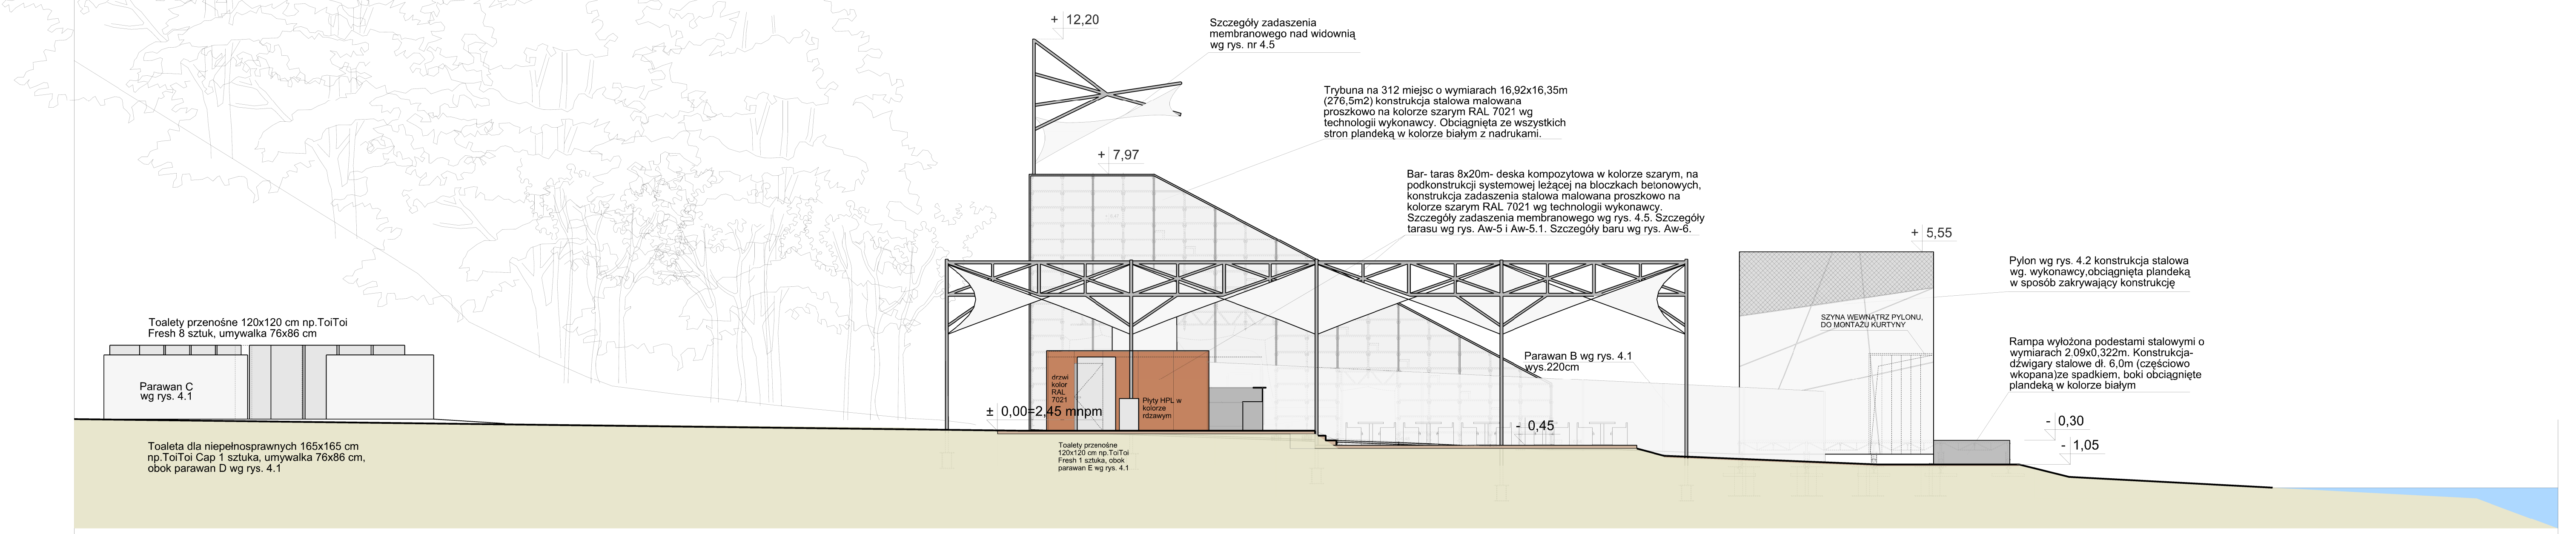 + 12,20
Szczegóły zadaszenia
membranowego nad widownią
wg rys. nr 4.5
Trybuna na 312 miejsc o wymiarach 16,92x16,35m
(276,5m2) konstrukcja stalowa malowana
proszkowo na kolorze szarym RAL 7021 wg
technologii wykonawcy. Obciągnięta ze wszystkich
stron plandeką w kolorze białym z nadrukami.
+ 7,97
Bar- taras 8x20m- deska kompozytowa w kolorze szarym, na
podkonstrukcji systemowej leżącej na bloczkach betonowych,
konstrukcja zadaszenia stalowa malowana proszkowo na
kolorze szarym RAL 7021 wg technologii wykonawcy.
Szczegóły zadaszenia membranowego wg rys. 4.5. Szczegóły
tarasu wg rys. Aw-5 i Aw-5.1. Szczegóły baru wg rys. Aw-6.
+ 5,55
Pylon wg rys. 4.2 konstrukcja stalowa
wg. wykonawcy,obciągnięta plandeką
w sposób zakrywający konstrukcję
SZYNA WEWNĄTRZ PYLONU,
DO MONTAŻU KURTYNY
Rampa wyłożona podestami stalowymi o
wymiarach 2.09x0,322m. Konstrukcja-
dźwigary stalowe dł. 6,0m (częściowo
wkopana)ze spadkiem, boki obciągnięte
plandeką w kolorze białym
Toalety przenośne 120x120 cm np.ToiToi
Fresh 8 sztuk, umywalka 76x86 cm
Parawan C
wg rys. 4.1
Parawan B wg rys. 4.1
wys.220cm
drzwi
kolor
RAL
7021
Płyty HPL w
kolorze
rdzawym
± 0,00=2,45 mnpm
- 0,45
- 0,30
- 1,05
Toaleta dla niepełnosprawnych 165x165 cm
np.ToiToi Cap 1 sztuka, umywalka 76x86 cm,
obok parawan D wg rys. 4.1
Toalety przenośne
120x120 cm np.ToiToi
Fresh 1 sztuka, obok
parawan E wg rys. 4.1